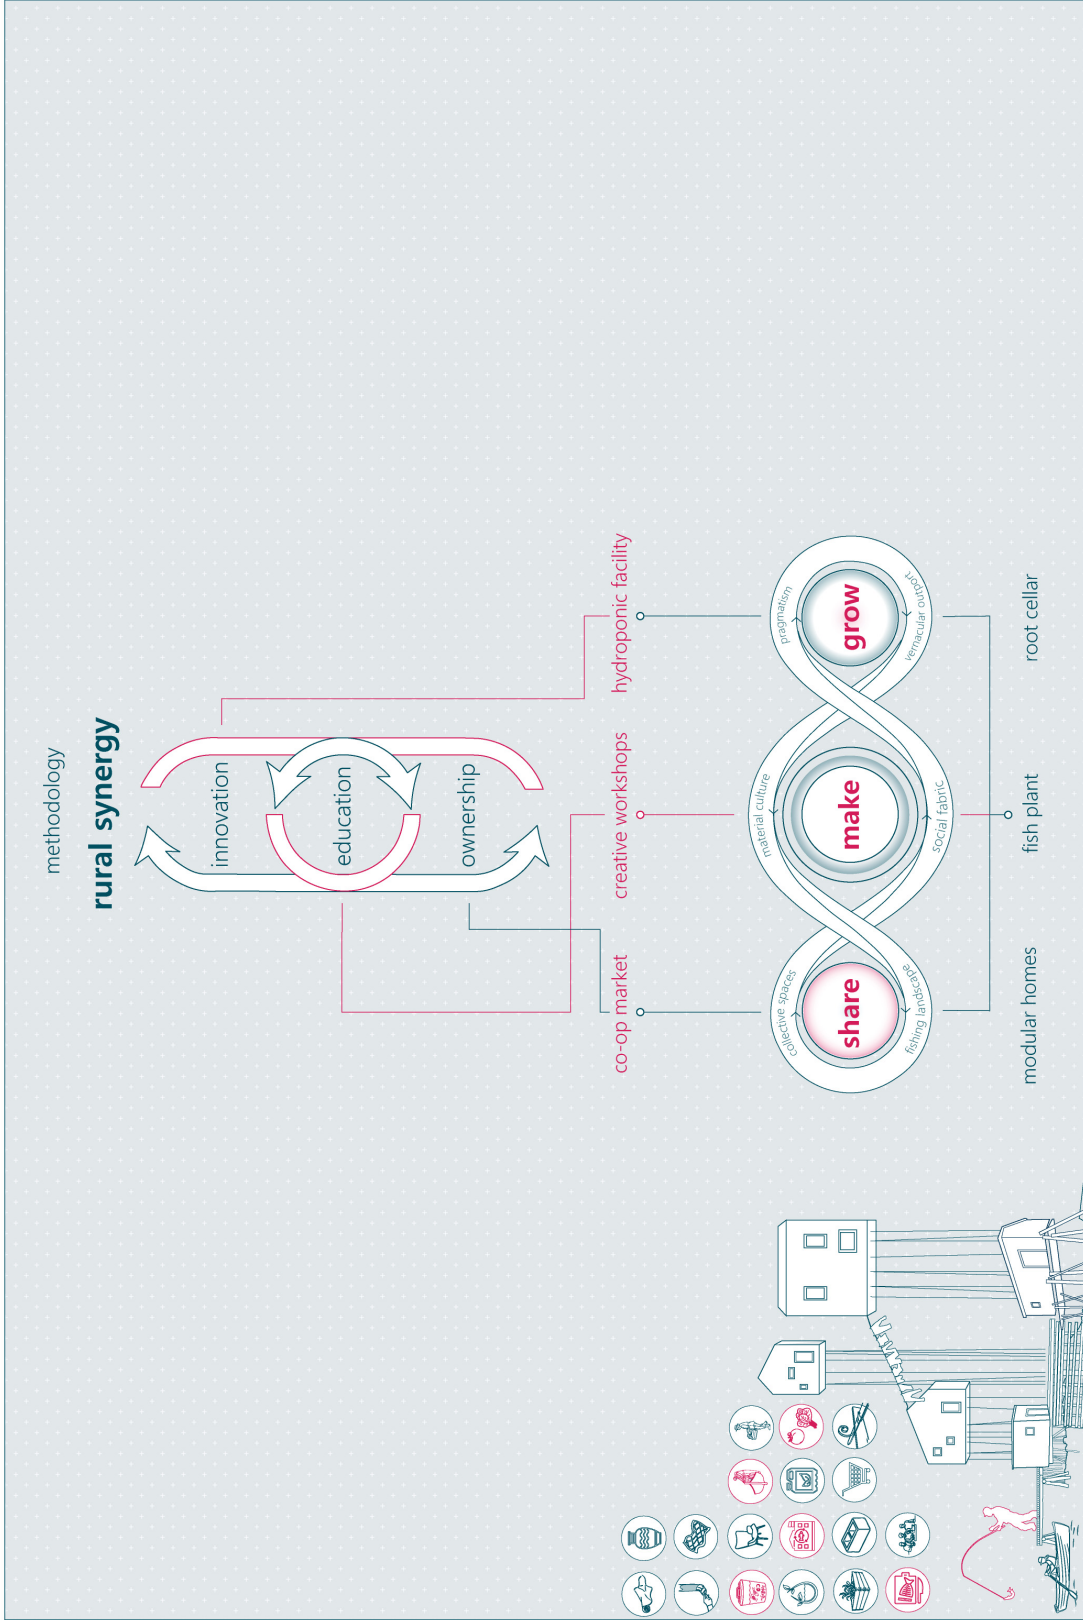 methodology
rural synergy
innovation
education
ownership
co-op market
creative workshops
hydroponic facility
collective spaces
material culture
pragmatism
share
make
grow
fishing landscape
social fabric
vernacular outport
modular homes
fish plant
root cellar